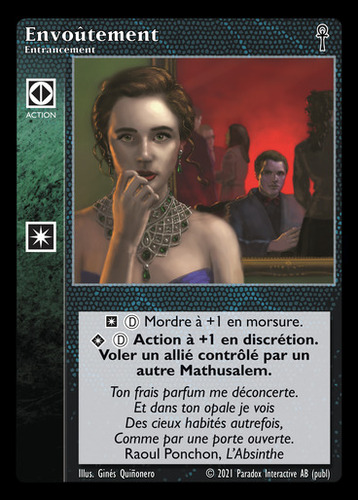 Envoûtement
Entrancement
ACTION
D Mordre à +1 en morsure.
D Action à +1 en discrétion.
Voler un allié contrôlé par un
autre Mathusalem.
Ton frais parfum me déconcerte.
Et dans ton opale je vois
Des cieux habités autrefois,
Comme par une porte ouverte.
Raoul Ponchon, L'Absinthe
Illus. Ginés Quiñonero © 2021 Paradox Interactive AB (publ)